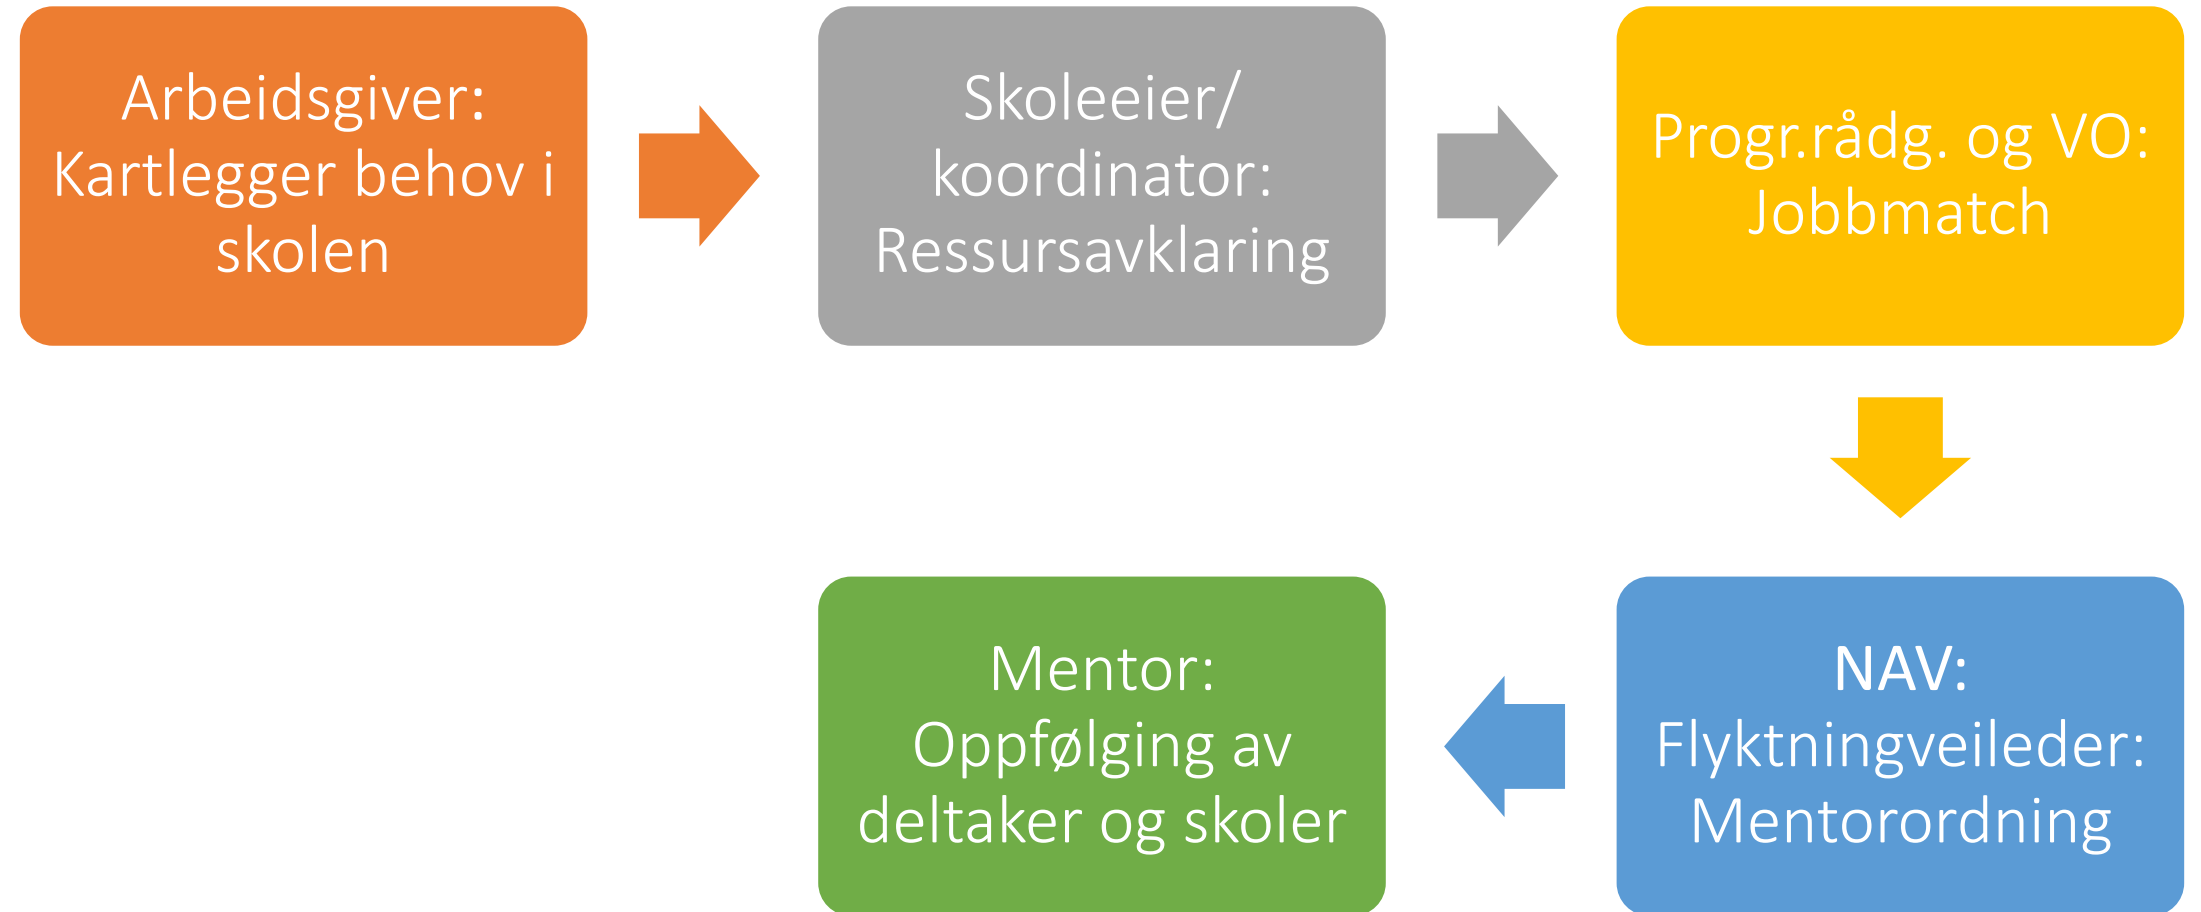 Arbeidsgiver:
Kartlegger behov i
skolen
Skoleeier/
koordinator:
Ressursavklaring
Progr.rådg. og VO:
Jobbmatch
NAV:
Flyktningveileder:
Mentorordning
Mentor:
Oppfølging av
deltaker og skoler